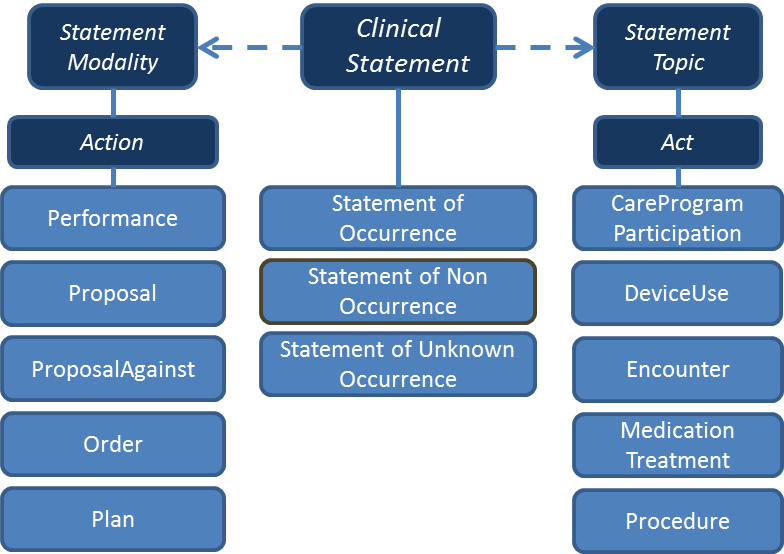 Statement
Modality
Clinical
Statement
Statement
Topic
Action
Act
Performance
Proposal
ProposalAgainst
Order
Plan
Statement of
Occurrence
Statement of Non
Occurrence
Statement of Unknown
Occurrence
CareProgram
Participation
DeviceUse
Encounter
Medication
Treatment
Procedure